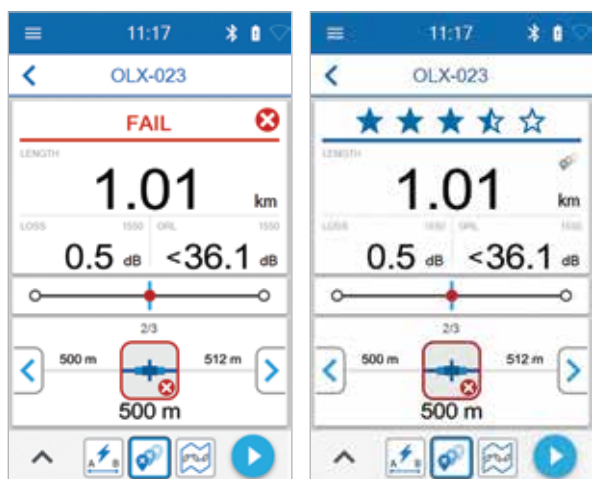 11:17
OLX-023
FAIL
LENGTH
1.01 km
LOSS 1550 ORL 1550
0.5 dB <36.1 dB
2/3
500 m 512 m
500 m
A B
11:17
OLX-023
LENGTH
1.01 km
LOSS 1550 ORL 1550
0.5 dB <36.1 dB
2/3
500 m 512 m
500 m
A B